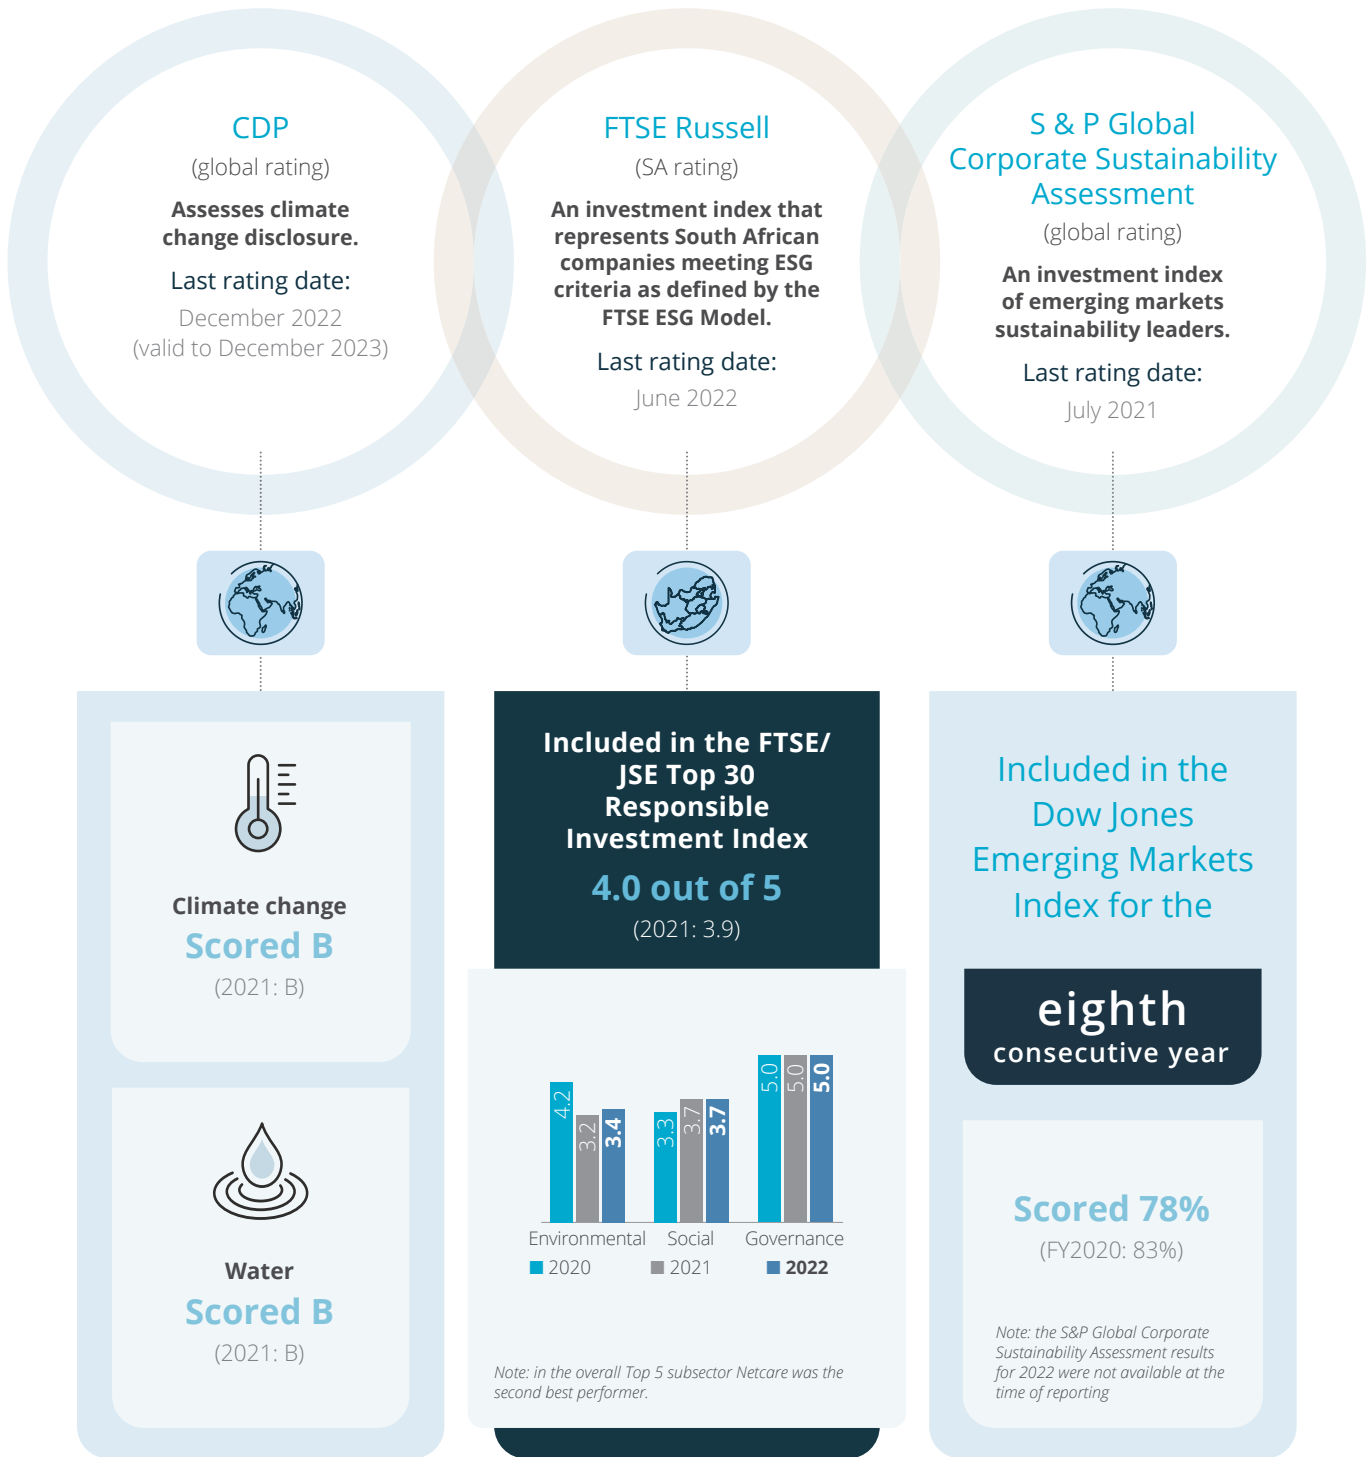 CDP
(global rating)
Assesses climate
change disclosure.
Last rating date:
December 2022
(valid to December 2023)
FTSE Russell
(SA rating)
An investment index that
represents South African
companies meeting ESG
criteria as defined by the
FTSE ESG Model.
Last rating date:
June 2022
S & P Global
Corporate Sustainability
Assessment
(global rating)
An investment index
of emerging markets
sustainability leaders.
Last rating date:
July 2021
Climate change
Scored B
(2021: B)
Water
Scored B
(2021: B)
Included in the FTSE/
JSE Top 30
Responsible
Investment Index
4.0 out of 5
(2021: 3.9)
4.2
3.2
3.4
3.3
3.7
3.7
5.0
5.0
5.0
Environmental Social Governance
2020 2021 2022
Note: in the overall Top 5 subsector Netcare was the
second best performer.
Included in the
Dow Jones
Emerging Markets
Index for the
eighth
consecutive year
Scored 78%
(FY2020: 83%)
Note: the S&P Global Corporate
Sustainability Assessment results
for 2022 were not available at the
time of reporting